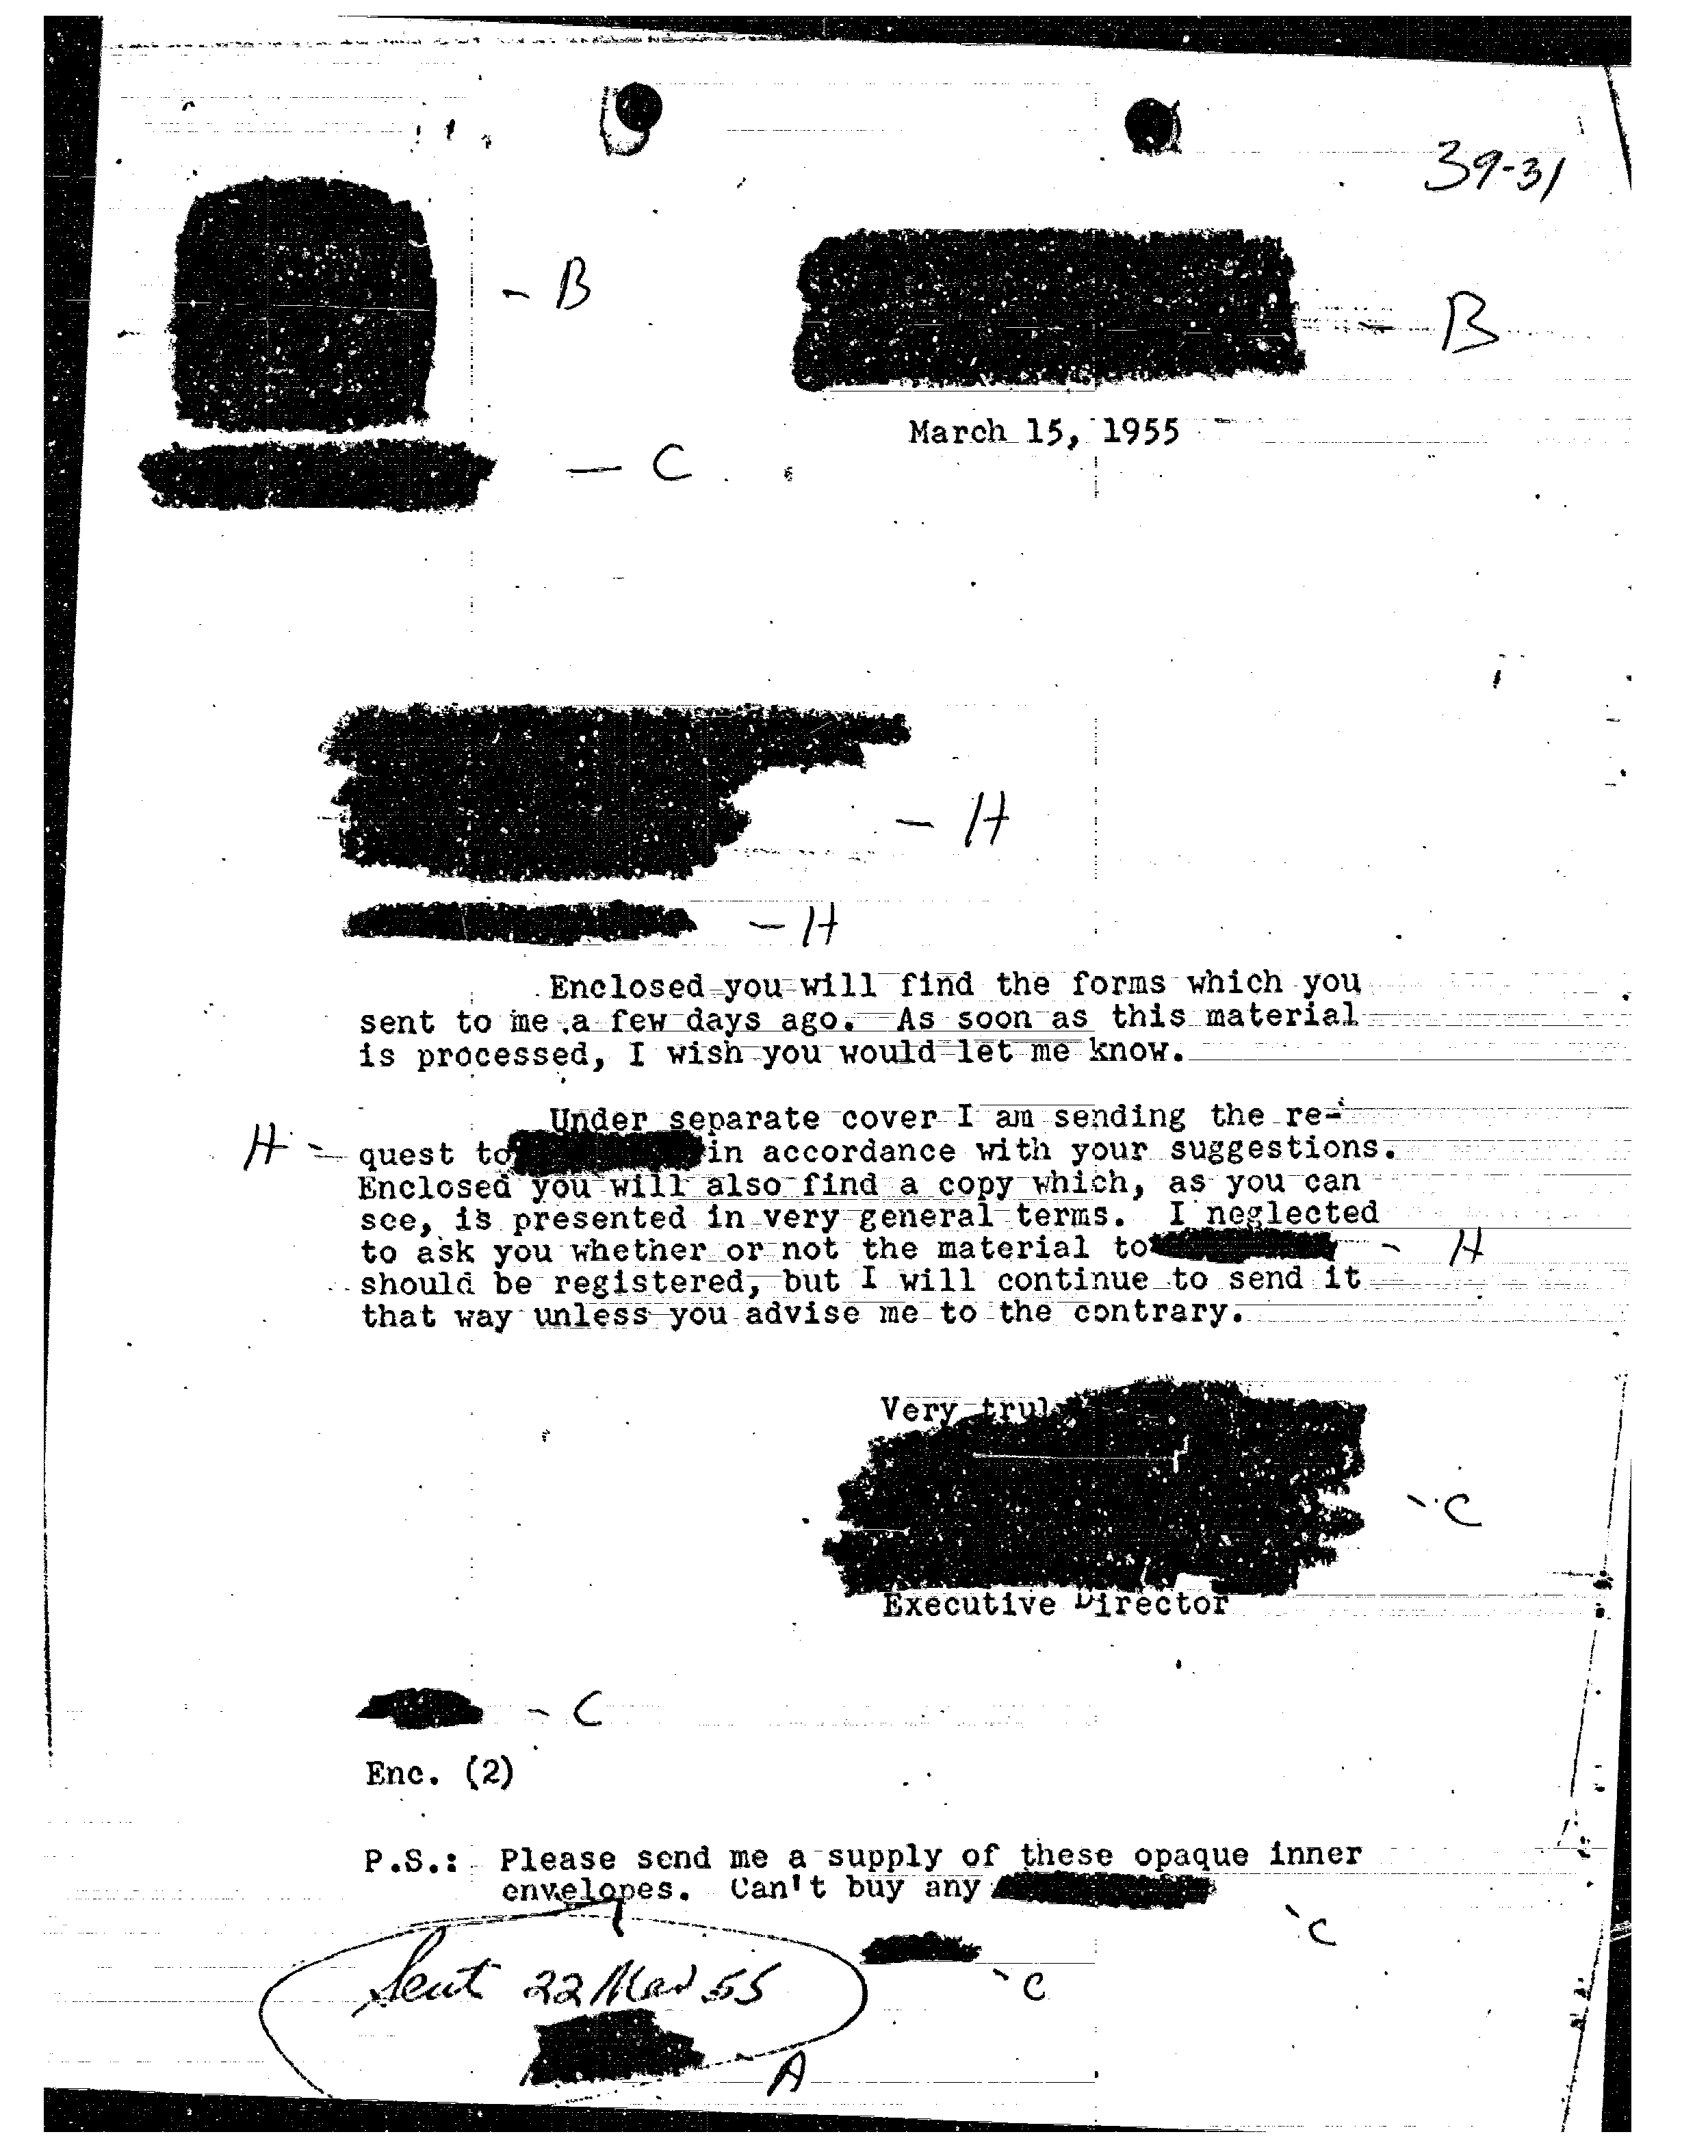 39-31
- B
- B
March 15, 1955
- C
- H
- H
Enclosed you will find the forms which you
sent to me a few days ago. As soon as this material
is processed, I wish you would let me know.
Under separate cover I am sending the re-
H - quest to in accordance with your suggestions.
Enclosed you will also find a copy which, as you can
see, is presented in very general terms. I neglected
to ask you whether or not the material to - H
should be registered, but I will continue to send it
that way unless you advise me to the contrary.
Very trul
- C
Executive Director
- C
Enc. (2)
P.S.: Please send me a supply of these opaque inner
envelopes. Can't buy any
- C
- C
Sent 22 Mar 55
- A